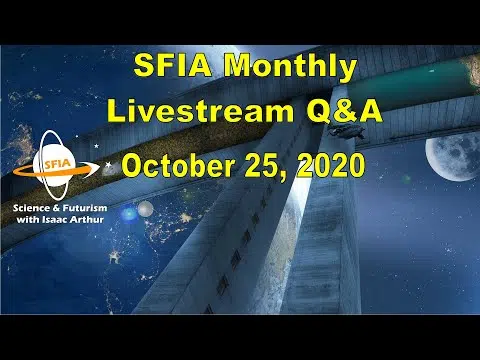 SFIA Monthly
Livestream Q&A
October 25, 2020
SFIA
Science & Futurism
with Isaac Arthur